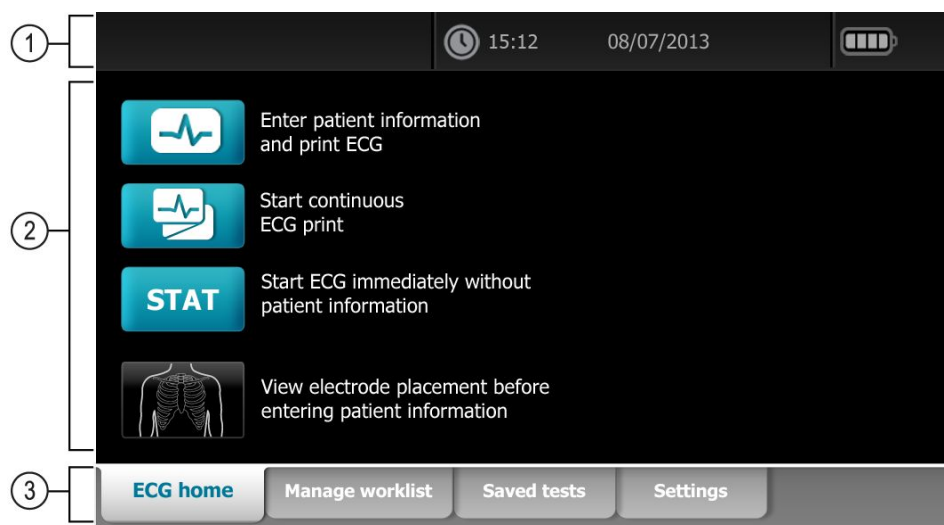 1
15:12 08/07/2013
2
Enter patient information
and print ECG
Start continuous
ECG print
STAT
Start ECG immediately without
patient information
View electrode placement before
entering patient information
3
ECG home Manage worklist Saved tests Settings